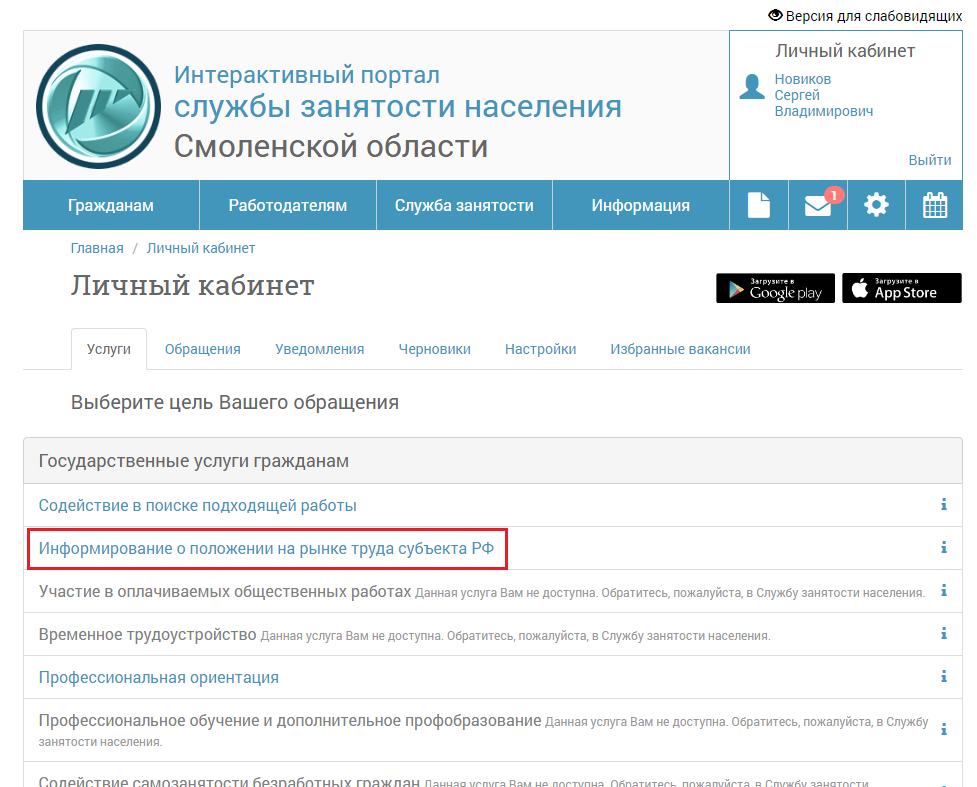 Версия для слабовидящих
Интерактивный портал
службы занятости населения
Смоленской области
Личный кабинет
Новиков
Сергей
Владимирович
Выйти
Гражданам Работодателям Служба занятости Информация 1
Главная / Личный кабинет
Личный кабинет
Загрузите в
Google play
Загрузите в
App Store
Услуги Обращения Уведомления Черновики Настройки Избранные вакансии
Выберите цель Вашего обращения
Государственные услуги гражданам
Содействие в поиске подходящей работы
Информирование о положении на рынке труда субъекта РФ
Участие в оплачиваемых общественных работах Данная услуга Вам не доступна. Обратитесь, пожалуйста, в Службу занятости населения.
Временное трудоустройство Данная услуга Вам не доступна. Обратитесь, пожалуйста, в Службу занятости населения.
Профессиональная ориентация
Профессиональное обучение и дополнительное профобразование Данная услуга Вам не доступна. Обратитесь, пожалуйста, в Службу
занятости населения.
Содействие самозанятости безработных граждан Данная услуга Вам не доступна. Обратитесь, пожалуйста, в Службу занятости